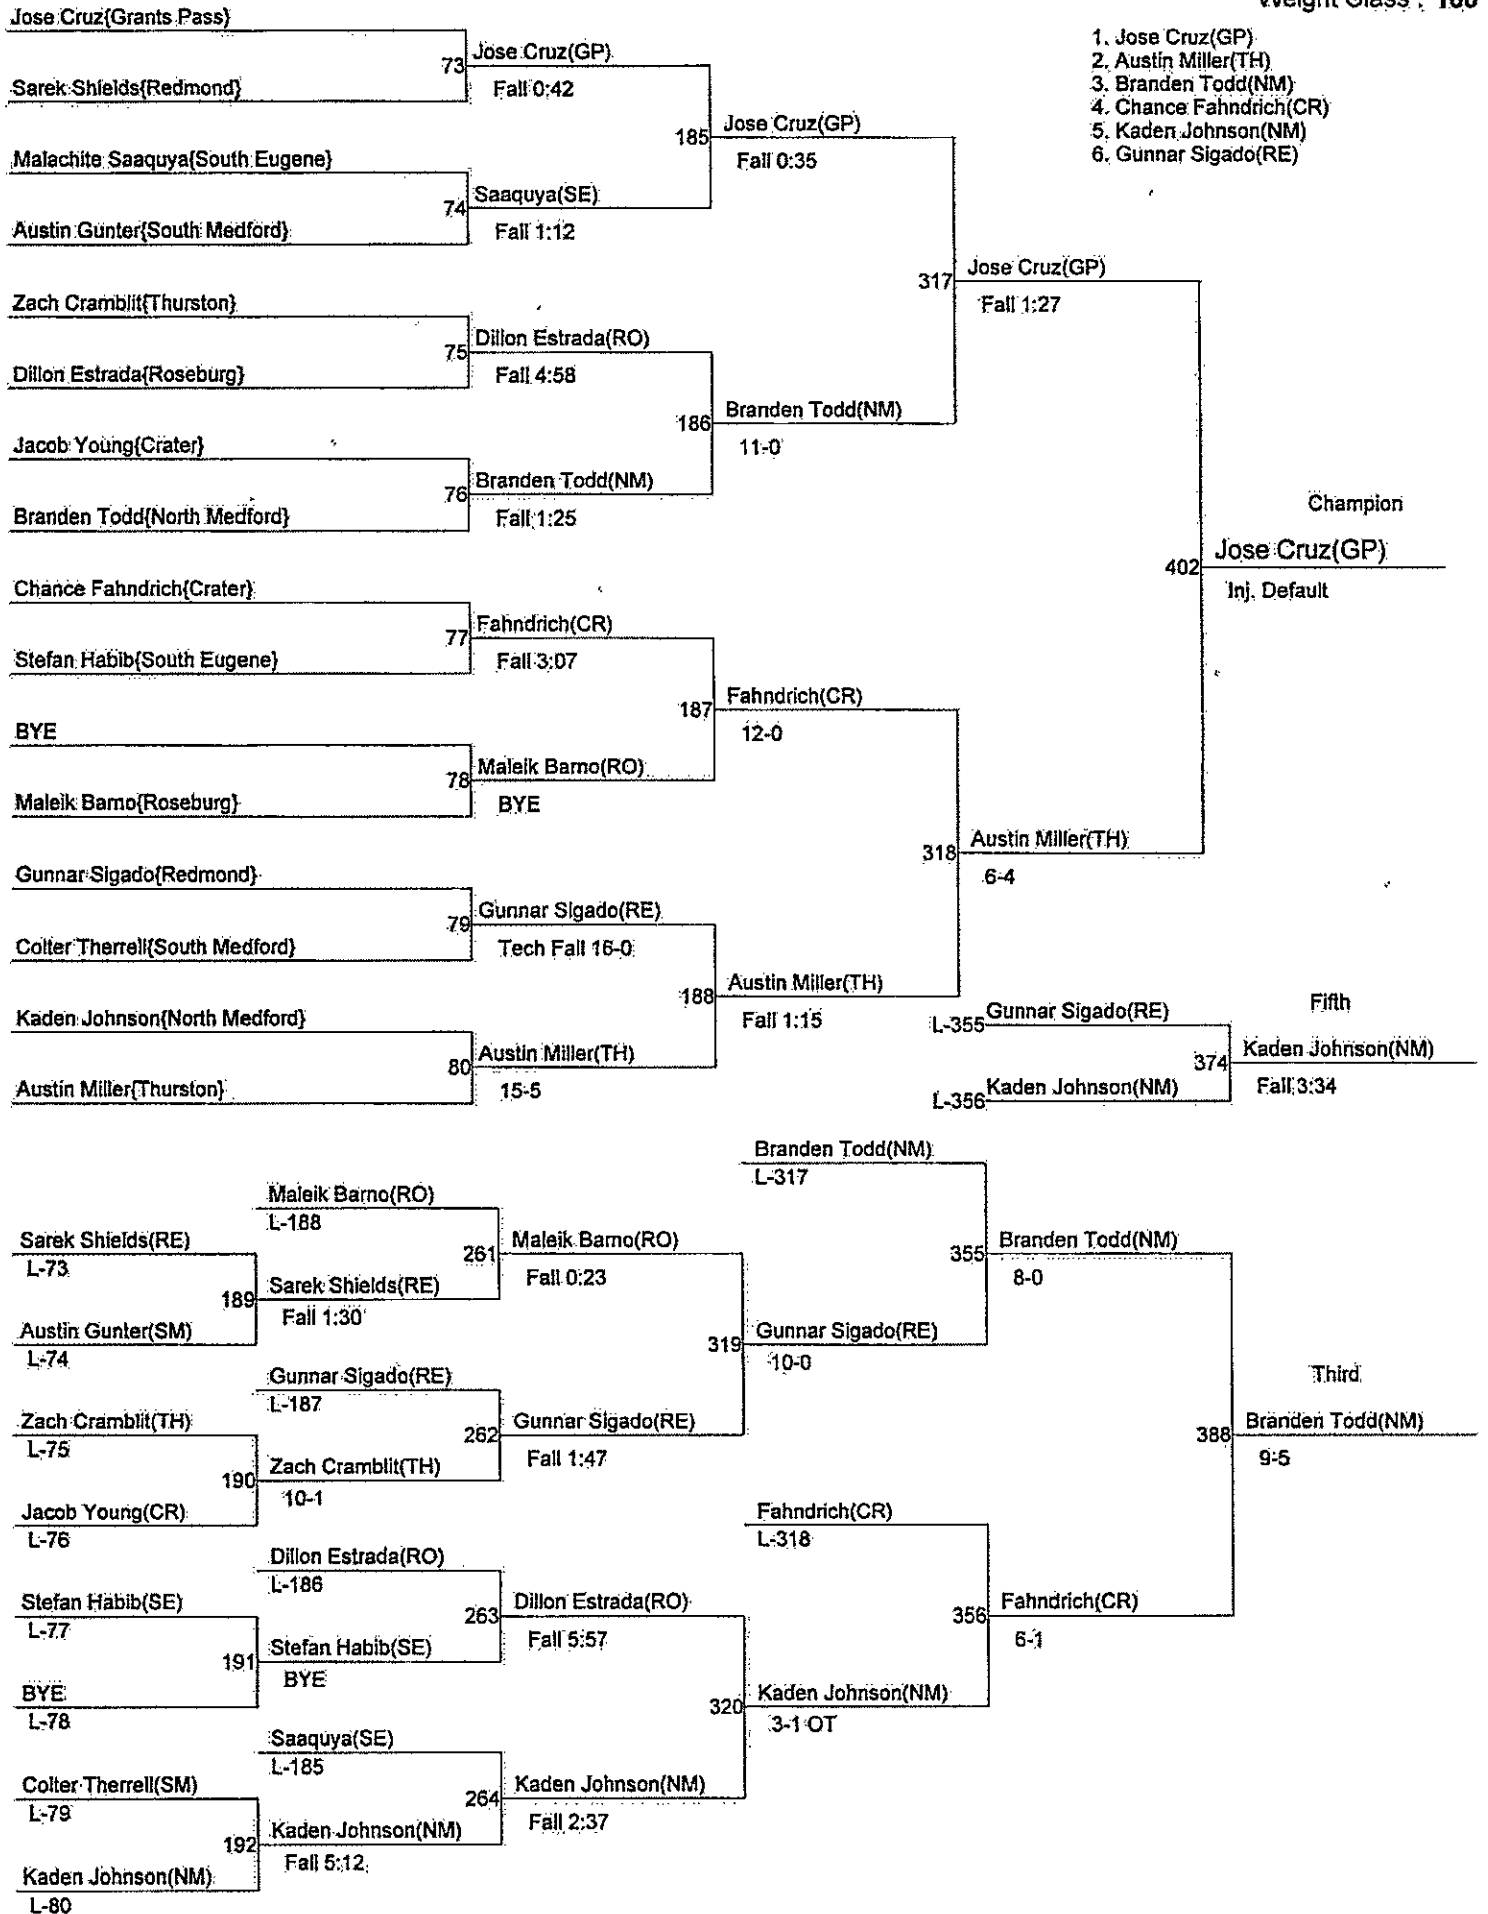 Weight Class :
Jose Cruz{Grants Pass}
73
Jose Cruz(GP)
Fall 0:42
Sarek Shields{Redmond}
1. Jose Cruz(GP)
2. Austin Miller(TH)
3. Branden Todd(NM)
4. Chance Fahndrich(CR)
5. Kaden Johnson(NM)
6. Gunnar Sigado(RE)
185
Jose Cruz(GP)
Fall 0:35
Malachite Saaquya{South Eugene}
74
Saaquya(SE)
Fall 1:12
Austin Gunter{South Medford}
317
Jose Cruz(GP)
Fall 1:27
Zach Cramblit{Thurston}
75
Dillon Estrada(RO)
Fall 4:58
Dillon Estrada{Roseburg}
186
Branden Todd(NM)
11-0
Jacob Young{Crater}
76
Branden Todd(NM)
Fall 1:25
Branden Todd{North Medford}
Champion
402
Jose Cruz(GP)
Inj. Default
Chance Fahndrich{Crater}
77
Fahndrich(CR)
Fall 3:07
Stefan Habib{South Eugene}
187
Fahndrich(CR)
12-0
BYE
78
Maleik Barno(RO)
BYE
Maleik Barno{Roseburg}
318
Austin Miller(TH)
6-4
Gunnar Sigado{Redmond}
79
Gunnar Sigado(RE)
Tech Fall 16-0
Colter Therrell{South Medford}
188
Austin Miller(TH)
Fall 1:15
Kaden Johnson{North Medford}
80
Austin Miller(TH)
15-5
Austin Miller{Thurston}
Fifth
L-355
Gunnar Sigado(RE)
374
Kaden Johnson(NM)
Fall 3:34
L-356
Kaden Johnson(NM)
Branden Todd(NM)
L-317
Maleik Barno(RO)
L-188
Sarek Shields(RE)
L-73
261
Maleik Barno(RO)
Fall 0:23
355
Branden Todd(NM)
8-0
189
Sarek Shields(RE)
Fall 1:30
Austin Gunter(SM)
L-74
319
Gunnar Sigado(RE)
10-0
Gunnar Sigado(RE)
L-187
Zach Cramblit(TH)
L-75
262
Gunnar Sigado(RE)
Fall 1:47
Third
388
Branden Todd(NM)
9-5
190
Zach Cramblit(TH)
10-1
Jacob Young(CR)
L-76
Fahndrich(CR)
L-318
Dillon Estrada(RO)
L-186
Stefan Habib(SE)
L-77
263
Dillon Estrada(RO)
Fall 5:57
356
Fahndrich(CR)
6-1
191
Stefan Habib(SE)
BYE
BYE
L-78
320
Kaden Johnson(NM)
3-1 OT
Saaquya(SE)
L-185
Colter Therrell(SM)
L-79
264
Kaden Johnson(NM)
Fall 2:37
192
Kaden Johnson(NM)
Fall 5:12
Kaden Johnson(NM)
L-80